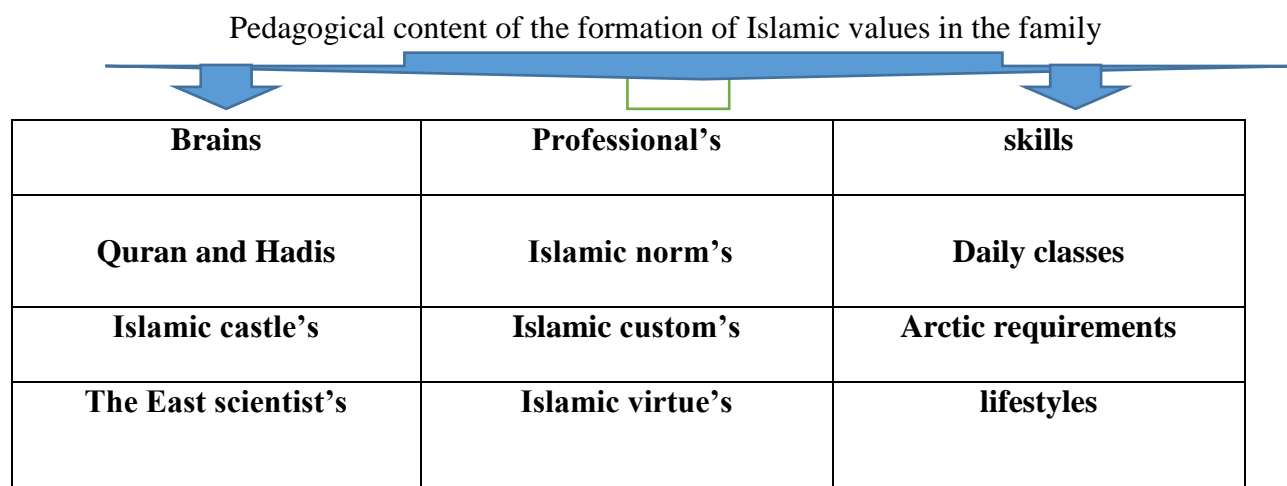 Pedagogical content of the formation of Islamic values in the family
Brains Professional’s skills
Quran and Hadis Islamic norm’s Daily classes
Islamic castle’s Islamic custom’s Arctic requirements
The East scientist’s Islamic virtue’s lifestyles